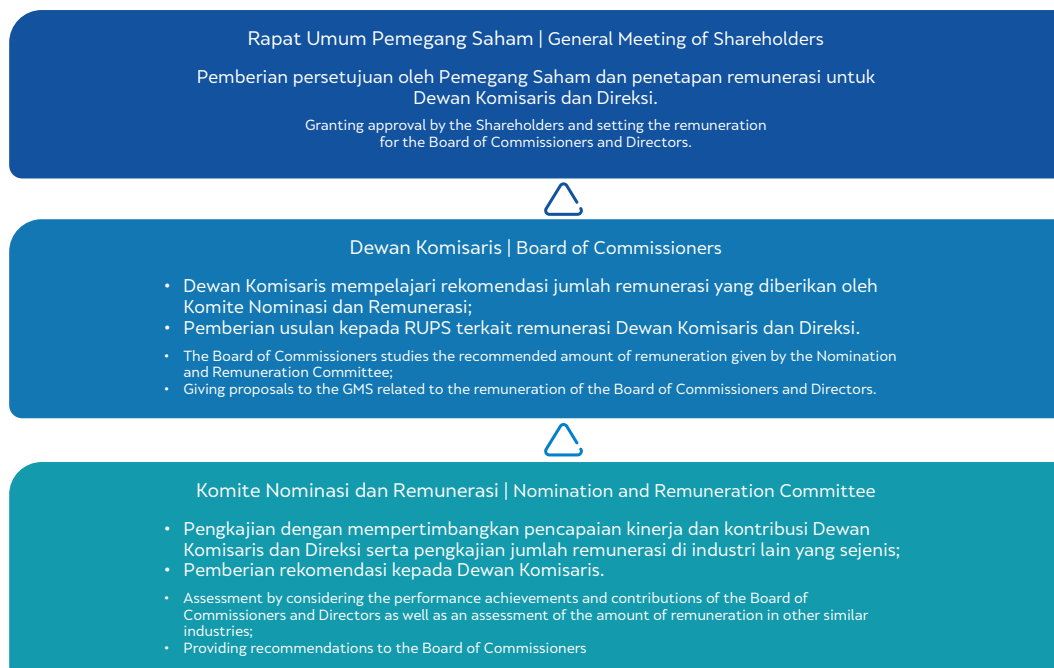 Rapat Umum Pemegang Saham | General Meeting of Shareholders
Pemberian persetujuan oleh Pemegang Saham dan penetapan remunerasi untuk
Dewan Komisaris dan Direksi.
Granting approval by the Shareholders and setting the remuneration
for the Board of Commissioners and Directors.
Dewan Komisaris | Board of Commissioners
• Dewan Komisaris mempelajari rekomendasi jumlah remunerasi yang diberikan oleh
Komite Nominasi dan Remunerasi;
• Pemberian usulan kepada RUPS terkait remunerasi Dewan Komisaris dan Direksi.
• The Board of Commissioners studies the recommended amount of remuneration given by the Nomination
and Remuneration Committee;
• Giving proposals to the GMS related to the remuneration of the Board of Commissioners and Directors.
Komite Nominasi dan Remunerasi | Nomination and Remuneration Committee
• Pengkajian dengan mempertimbangkan pencapaian kinerja dan kontribusi Dewan
Komisaris dan Direksi serta pengkajian jumlah remunerasi di industri lain yang sejenis;
• Pemberian rekomendasi kepada Dewan Komisaris.
• Assessment by considering the performance achievements and contributions of the Board of
Commissioners and Directors as well as an assessment of the amount of remuneration in other similar
industries;
• Providing recommendations to the Board of Commissioners